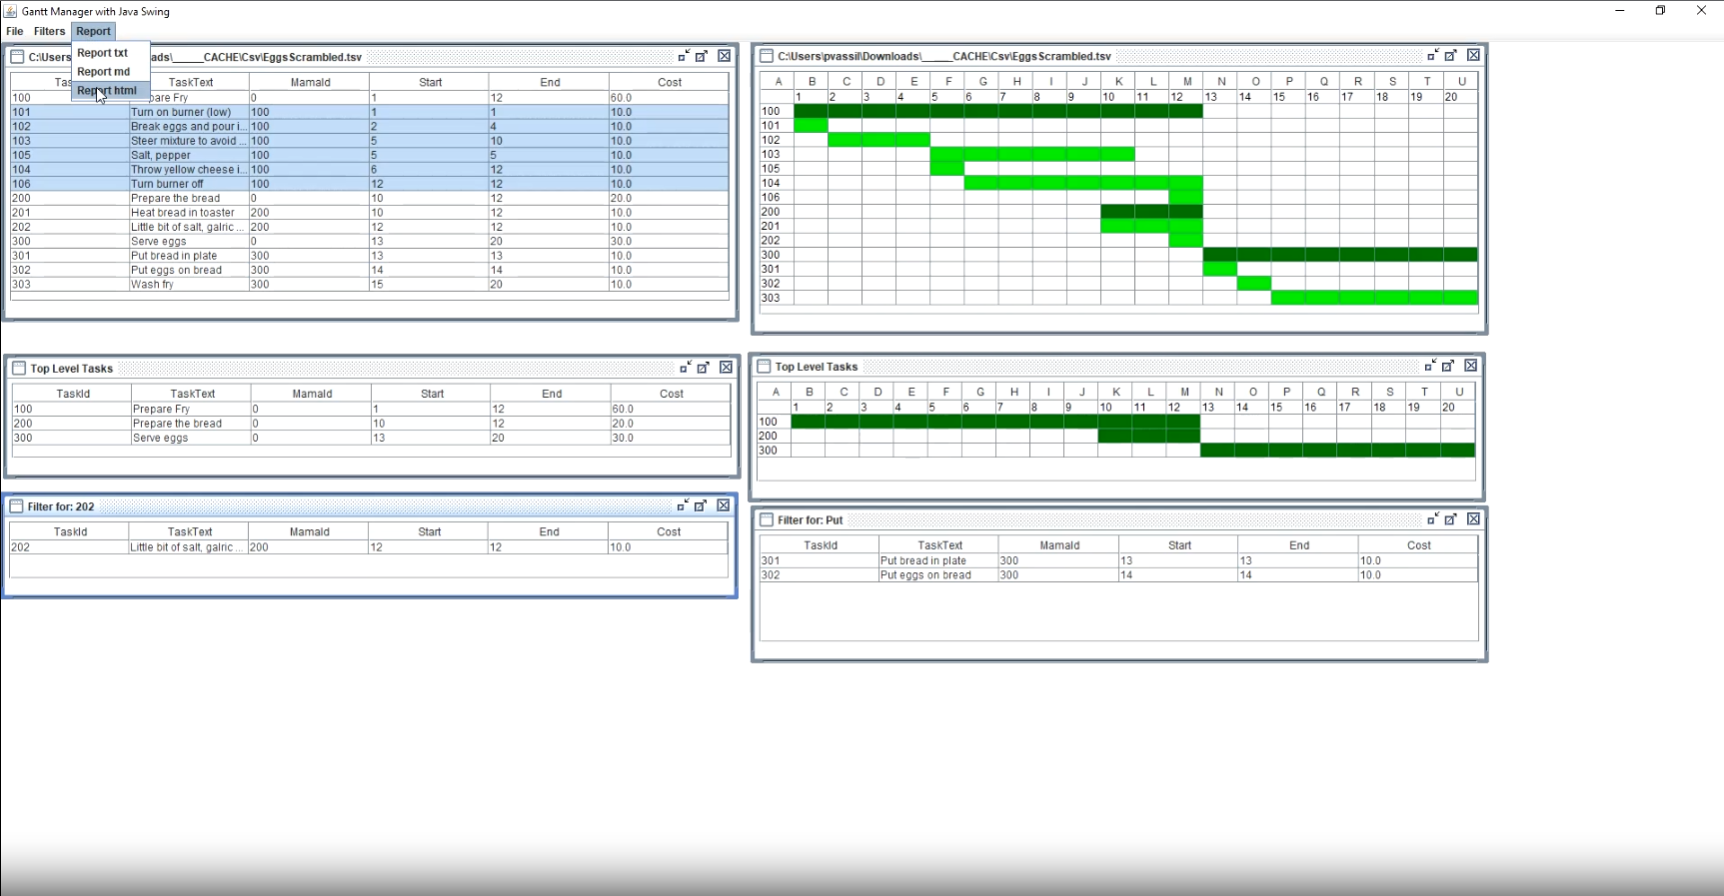 Gantt Manager with Java Swing
File Filters Report
Report txt
Report md
Report html
C:\Users ads\_____CACHE\Csv\EggsScrambled.tsv
TaskText MamaId Start End Cost
100 pare Fry 0 1 12 60.0
101 Turn on burner (low) 100 1 1 10.0
102 Break eggs and pour i... 100 2 4 10.0
103 Steer mixture to avoid ... 100 5 10 10.0
105 Salt, pepper 100 5 5 10.0
104 Throw yellow cheese i... 100 6 12 10.0
106 Turn burner off 100 12 12 10.0
200 Prepare the bread 0 10 12 20.0
201 Heat bread in toaster 200 10 12 10.0
202 Little bit of salt, galric ... 200 12 12 10.0
300 Serve eggs 0 13 20 30.0
301 Put bread in plate 300 13 13 10.0
302 Put eggs on bread 300 14 14 10.0
303 Wash fry 300 15 20 10.0
C:\Users\pvassil\Downloads\_____CACHE\Csv\EggsScrambled.tsv
A B C D E F G H I J K L M N O P Q R S T U
1 2 3 4 5 6 7 8 9 10 11 12 13 14 15 16 17 18 19 20
100
101
102
103
105
104
106
200
201
202
300
301
302
303
Top Level Tasks
TaskId TaskText MamaId Start End Cost
100 Prepare Fry 0 1 12 60.0
200 Prepare the bread 0 10 12 20.0
300 Serve eggs 0 13 20 30.0
Top Level Tasks
A B C D E F G H I J K L M N O P Q R S T U
1 2 3 4 5 6 7 8 9 10 11 12 13 14 15 16 17 18 19 20
100
200
300
Filter for: 202
TaskId TaskText MamaId Start End Cost
202 Little bit of salt, galric ... 200 12 12 10.0
Filter for: Put
TaskId TaskText MamaId Start End Cost
301 Put bread in plate 300 13 13 10.0
302 Put eggs on bread 300 14 14 10.0